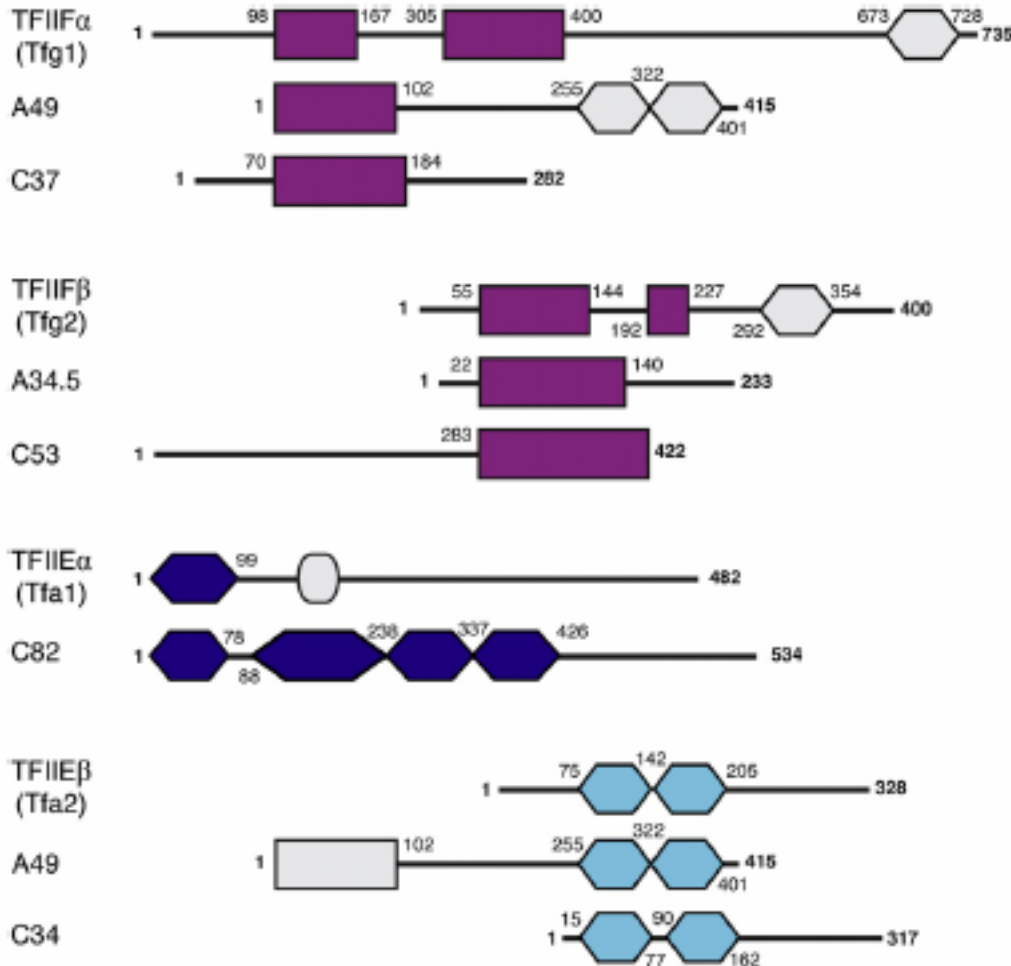 TFIIFα 98 167 305 400 673 728
(Tfg1) 1 735
A49 1 102 255 322 401 415
C37 1 70 184 282
TFIIFβ 55 144 227 354
(Tfg2) 1 192 292 400
A34.5 1 22 140 233
C53 1 283 422
TFIIEα 1 99 482
(Tfa1)
C82 1 78 88 238 337 426 534
TFIIEβ 1 75 142 205 328
(Tfa2)
A49 1 102 255 322 401 415
C34 1 15 77 90 162 317